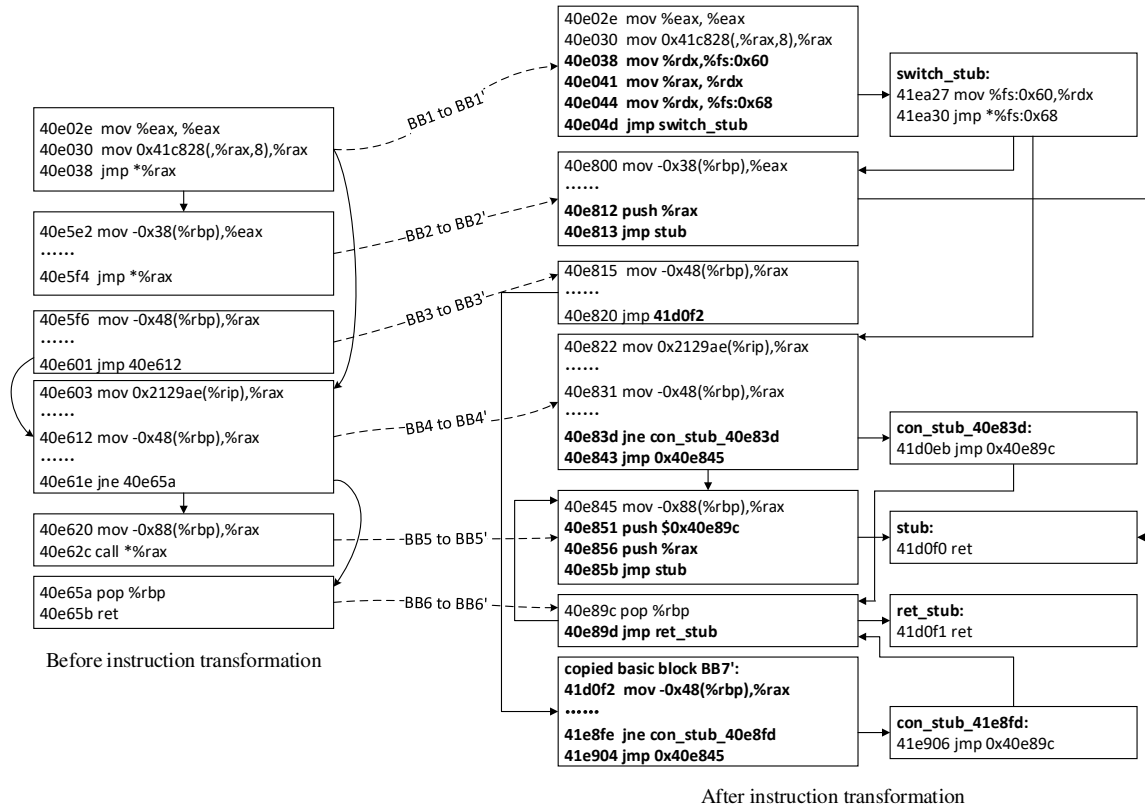 40e02e mov %eax, %eax
40e030 mov 0x41c828(,%rax,8),%rax
40e038 jmp *%rax
40e5e2 mov -0x38(%rbp),%eax
......
40e5f4 jmp *%rax
40e5f6 mov -0x48(%rbp),%rax
......
40e601 jmp 40e612
40e603 mov 0x2129ae(%rip),%rax
......
40e612 mov -0x48(%rbp),%rax
......
40e61e jne 40e65a
40e620 mov -0x88(%rbp),%rax
40e62c call *%rax
40e65a pop %rbp
40e65b ret
Before instruction transformation
BB1 to BB1'
BB2 to BB2'
BB3 to BB3'
BB4 to BB4'
BB5 to BB5'
BB6 to BB6'
40e02e mov %eax, %eax
40e030 mov 0x41c828(,%rax,8),%rax
40e038 mov %rdx,%fs:0x60
40e041 mov %rax, %rdx
40e044 mov %rdx, %fs:0x68
40e04d jmp switch_stub
40e800 mov -0x38(%rbp),%eax
......
40e812 push %rax
40e813 jmp stub
40e815 mov -0x48(%rbp),%rax
......
40e820 jmp 41d0f2
40e822 mov 0x2129ae(%rip),%rax
......
40e831 mov -0x48(%rbp),%rax
......
40e83d jne con_stub_40e83d
40e843 jmp 0x40e845
40e845 mov -0x88(%rbp),%rax
40e851 push $0x40e89c
40e856 push %rax
40e85b jmp stub
40e89c pop %rbp
40e89d jmp ret_stub
copied basic block BB7':
41d0f2 mov -0x48(%rbp),%rax
......
41e8fe jne con_stub_40e8fd
41e904 jmp 0x40e845
switch_stub:
41ea27 mov %fs:0x60,%rdx
41ea30 jmp *%fs:0x68
con_stub_40e83d:
41d0eb jmp 0x40e89c
stub:
41d0f0 ret
ret_stub:
41d0f1 ret
con_stub_41e8fd:
41e906 jmp 0x40e89c
After instruction transformation